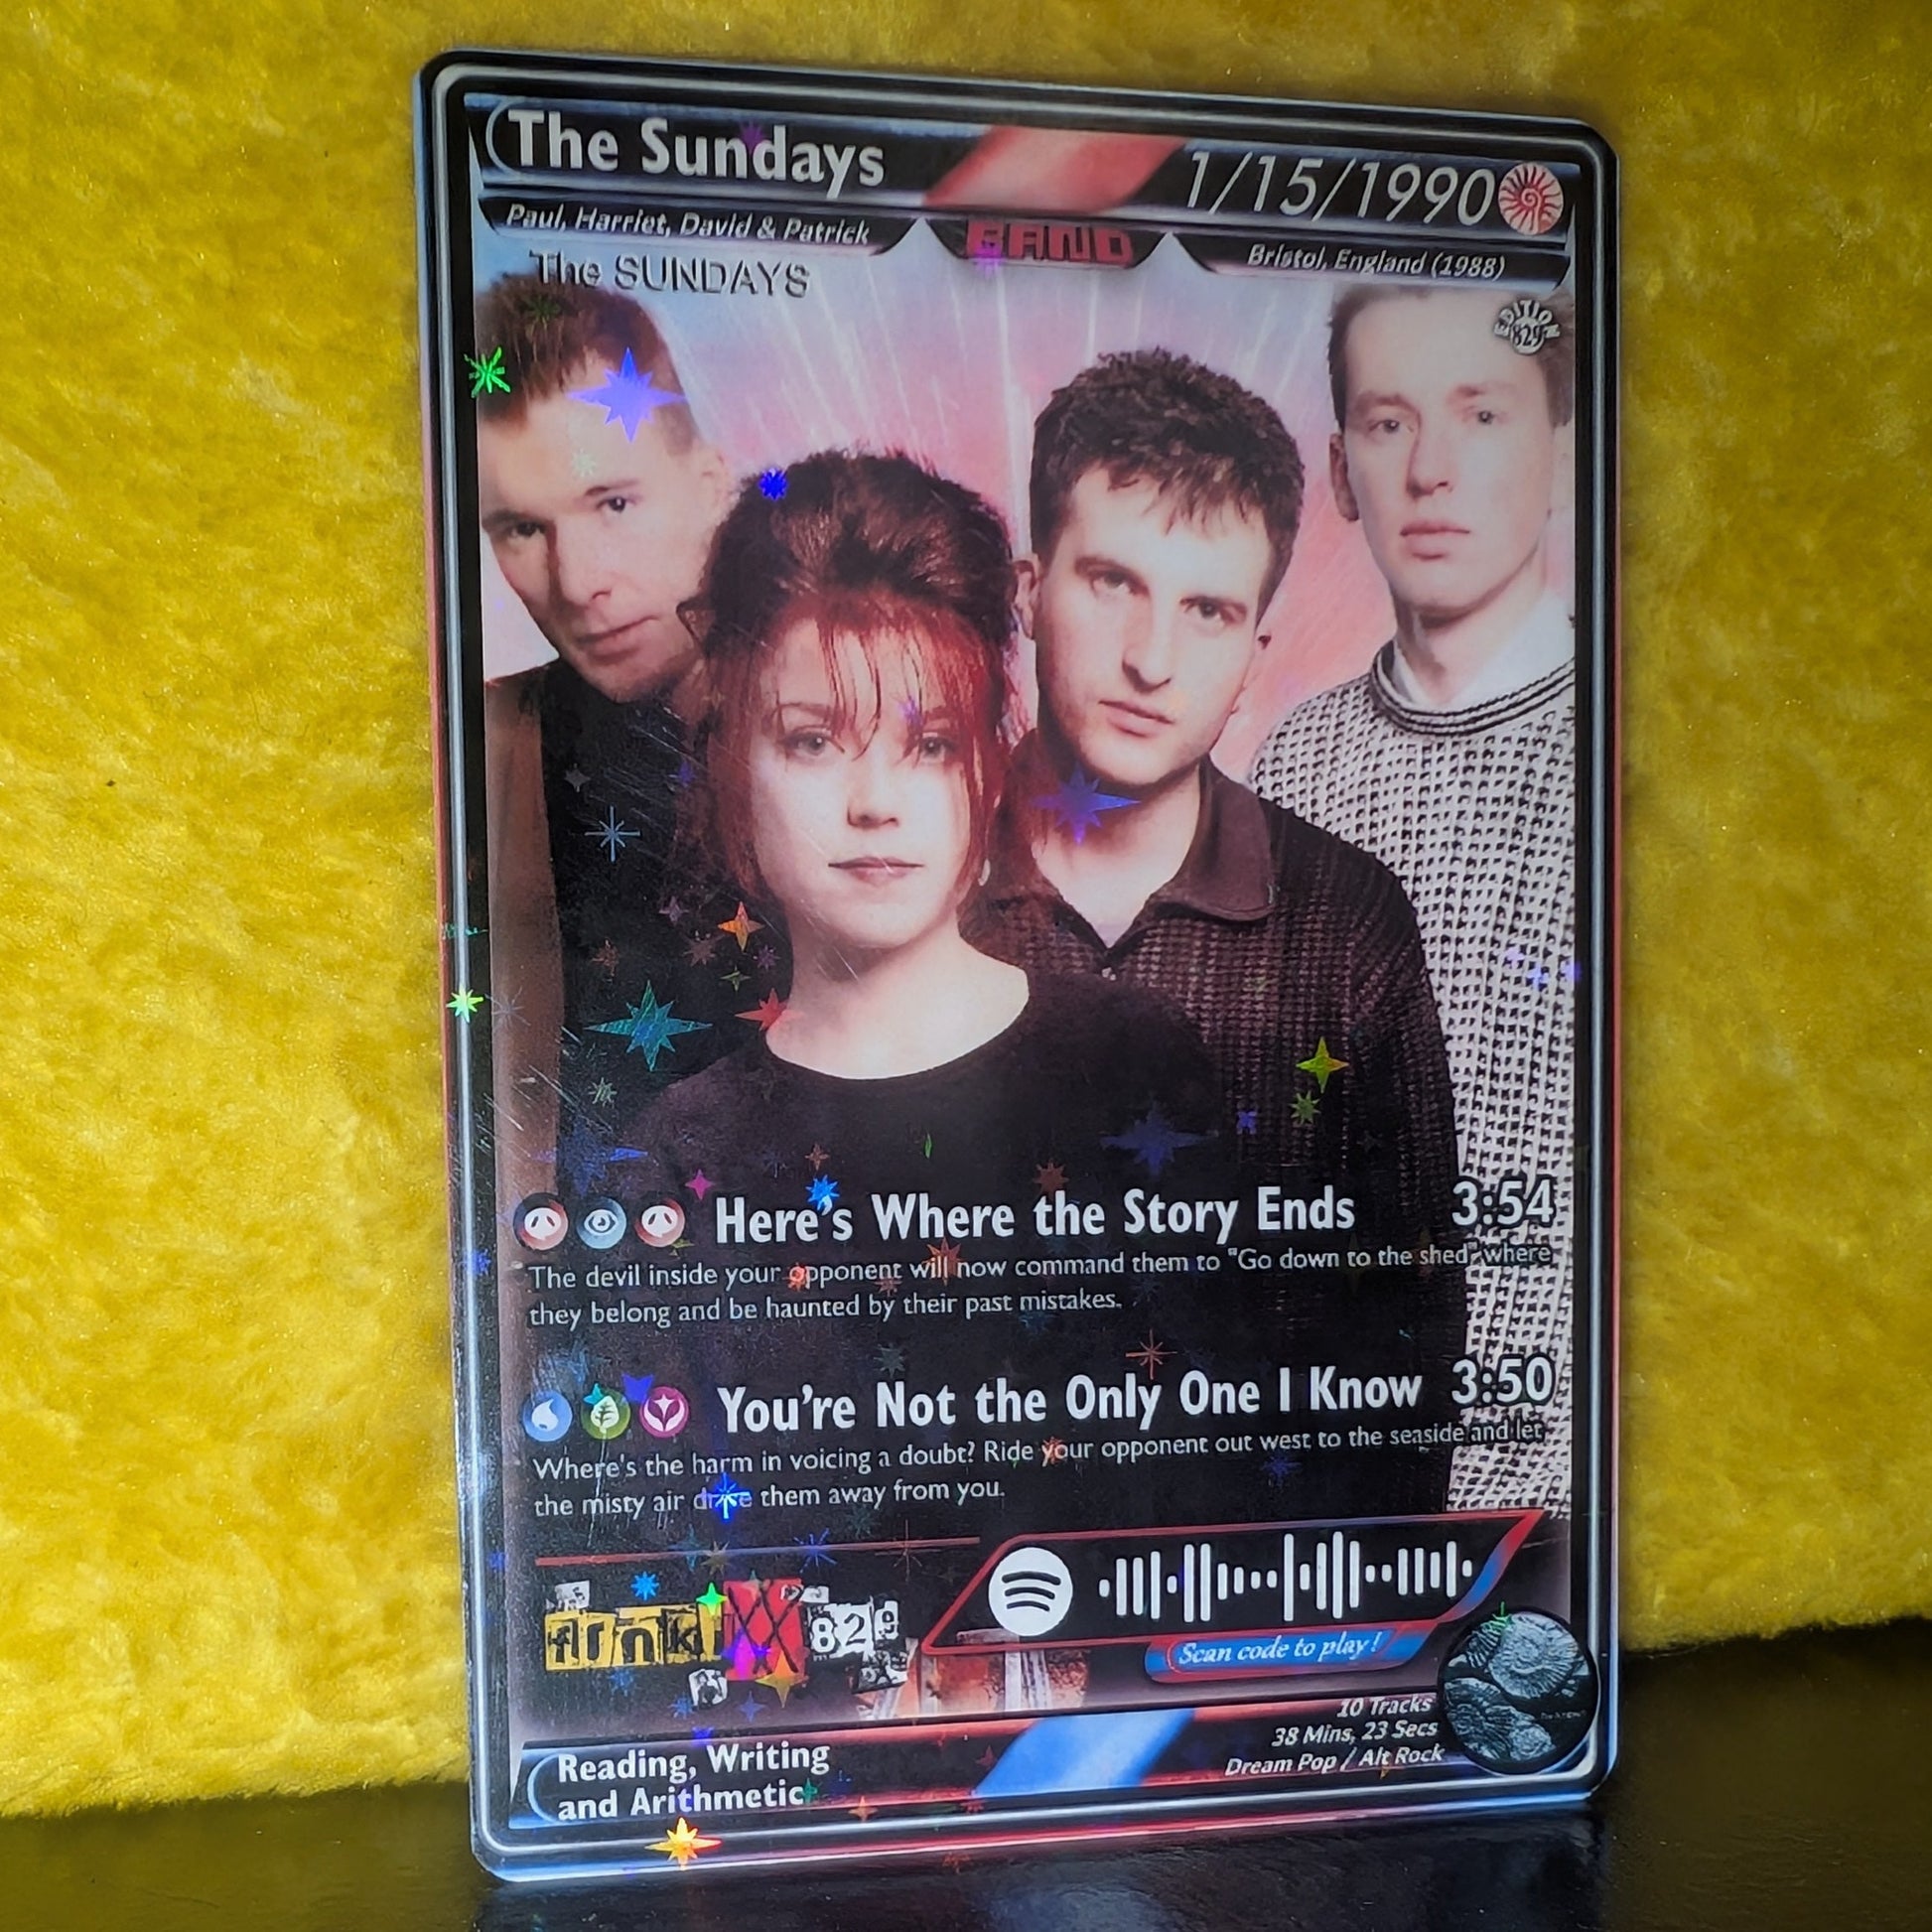 The Sundays
1/15/1990
Paul, Harriet, David & Patrick
BAND
Bristol, England (1988)
The SUNDAYS
EDITION
829
Here's Where the Story Ends 3:54
The devil inside your opponent will now command them to "Go down to the shed" where
they belong and be haunted by their past mistakes.
You're Not the Only One I Know 3:50
Where's the harm in voicing a doubt? Ride your opponent out west to the seaside and let
the misty air drive them away from you.
829
Scan code to play!
10 Tracks
38 Mins, 23 Secs
Dream Pop / Alt Rock
Reading, Writing
and Arithmetic